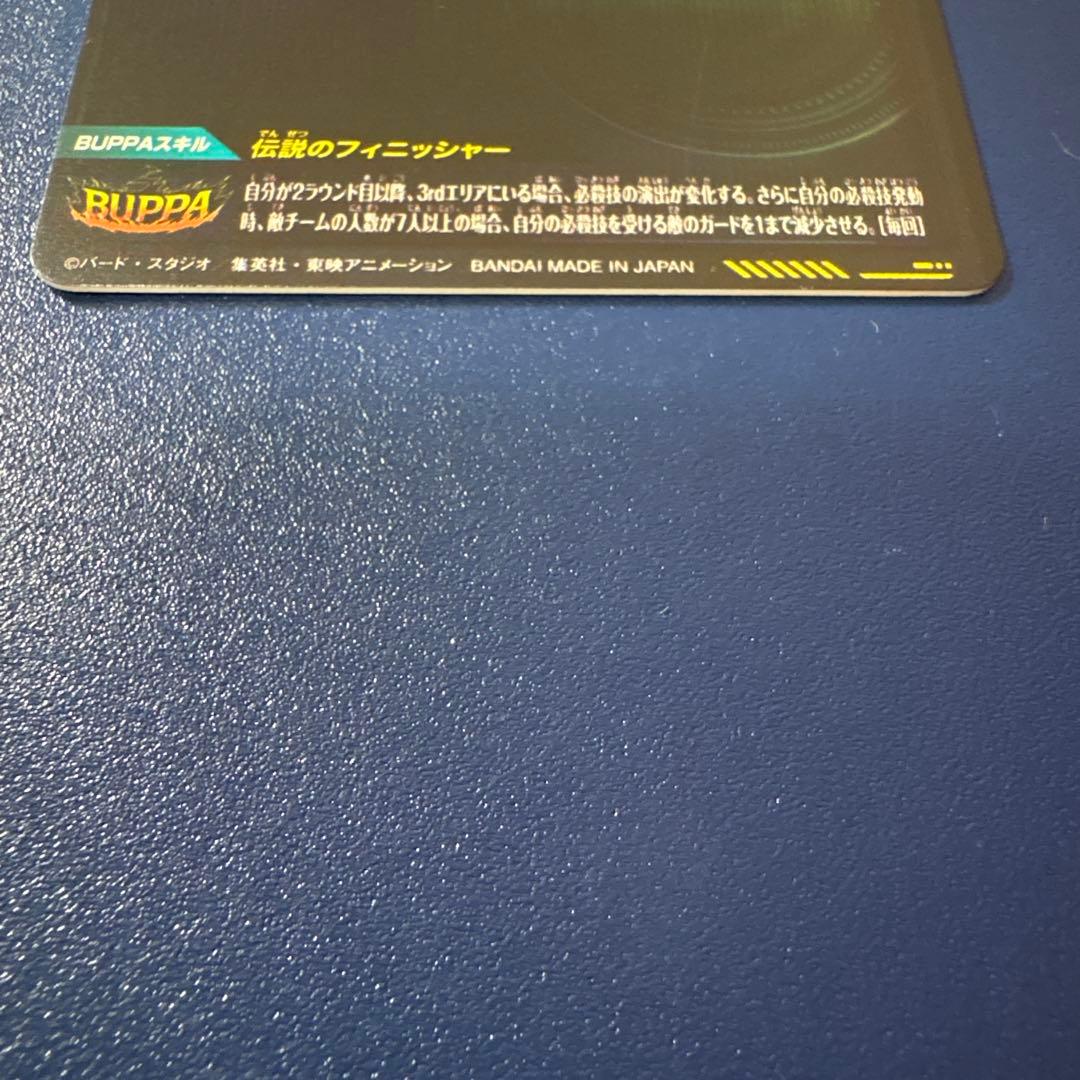 BUPPAスキル 伝説のフィニッシャー
でんせつ
BUPPA
自分が2ラウンド目以降、3rdエリアにいる場合、必殺技の演出が変化する。さらに自分の必殺技発動
時、敵チームの人数が7人以上の場合、自分の必殺技を受ける敵のガードを1まで減少させる。[毎回]
©バード・スタジオ 集英社・東映アニメーション BANDAI MADE IN JAPAN